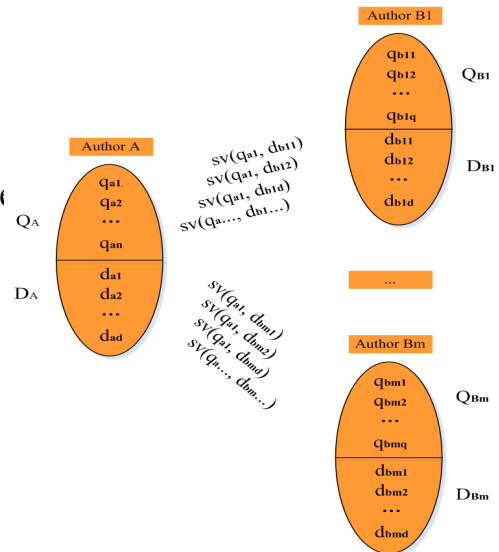 Author A
QA
qa1.
qa2
...
qan
DA
da1
da2
...
dad
sv(qa1, db11)
sv(qa1, db12)
sv(qa1, db1d)
sv(qa..., db1...)
sv(qa1, dbm1)
sv(qa1, dbm2)
sv(qa1, dbmd)
sv(qa..., dbm...)
Author B1
qb11
qb12
...
qb1q
QB1
db11
db12
...
db1d
DB1
...
Author Bm
qbm1
qbm2
...
qbmq
QBm
dbm1
dbm2
...
dbmd
DBm